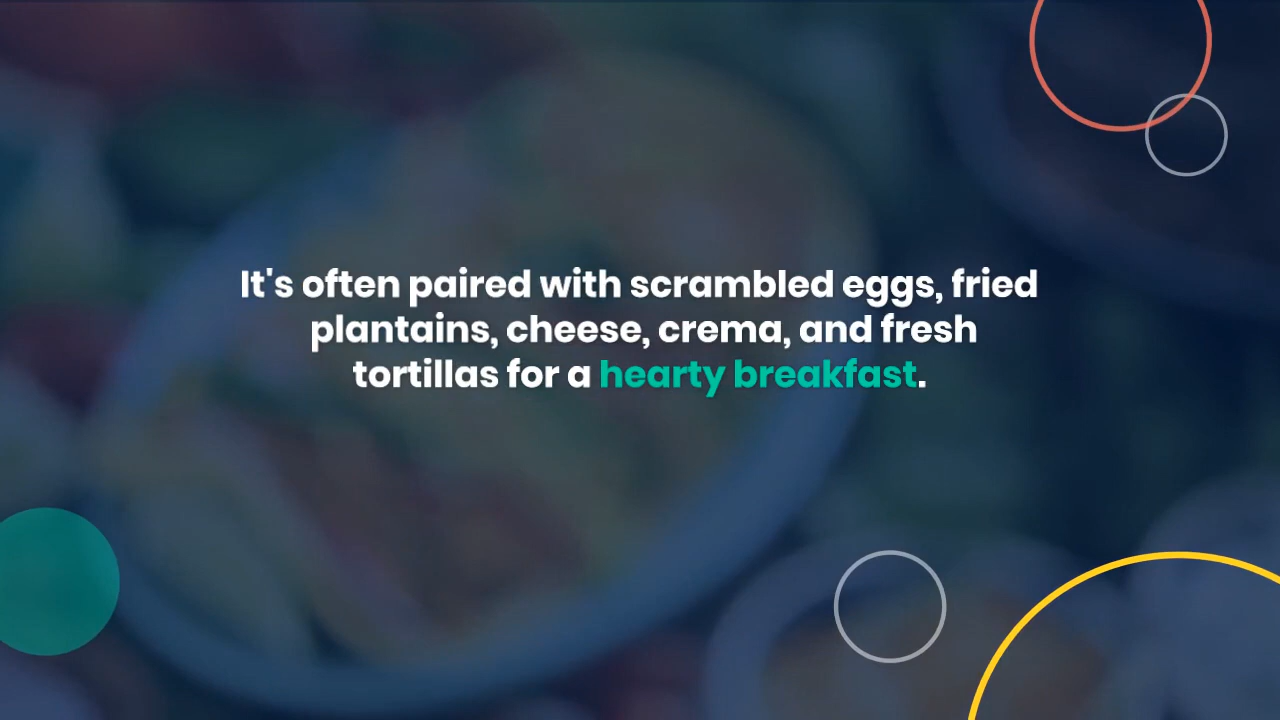 It's often paired with scrambled eggs, fried
plantains, cheese, crema, and fresh
tortillas for a hearty breakfast.